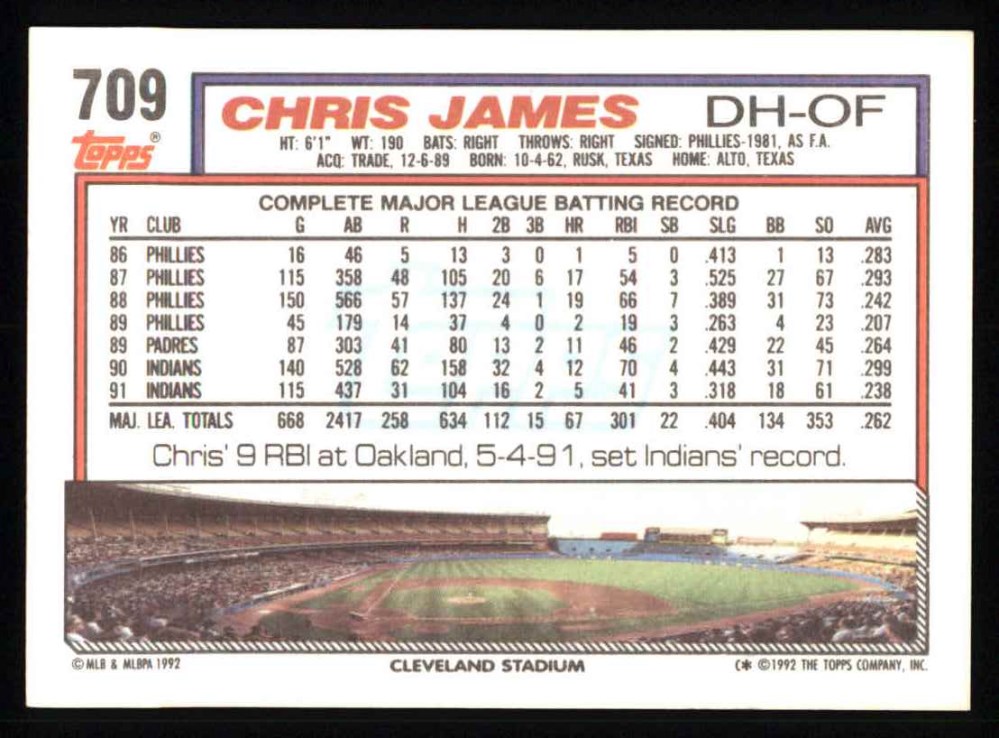 709
Topps®
CHRIS JAMES DH-OF
HT: 6'1" WT: 190 BATS: RIGHT THROWS: RIGHT SIGNED: PHILLIES-1981, AS F.A.
ACQ: TRADE, 12-6-89 BORN: 10-4-62, RUSK, TEXAS HOME: ALTO, TEXAS
COMPLETE MAJOR LEAGUE BATTING RECORD
YR CLUB G AB R H 2B 3B HR RBI SB SLG BB SO AVG
86 PHILLIES 16 46 5 13 3 0 1 5 0 .413 1 13 .283
87 PHILLIES 115 358 48 105 20 6 17 54 3 .525 27 67 .293
88 PHILLIES 150 566 57 137 24 1 19 66 7 .389 31 73 .242
89 PHILLIES 45 179 14 37 4 0 2 19 3 .263 4 23 .207
89 PADRES 87 303 41 80 13 2 11 46 2 .429 22 45 .264
90 INDIANS 140 528 62 158 32 4 12 70 4 .443 31 71 .299
91 INDIANS 115 437 31 104 16 2 5 41 3 .318 18 61 .238
MAJ. LEA. TOTALS 668 2417 258 634 112 15 67 301 22 .404 134 353 .262
Chris' 9 RBI at Oakland, 5-4-91, set Indians' record.
© MLB & MLBPA 1992 CLEVELAND STADIUM C* ©1992 THE TOPPS COMPANY, INC.